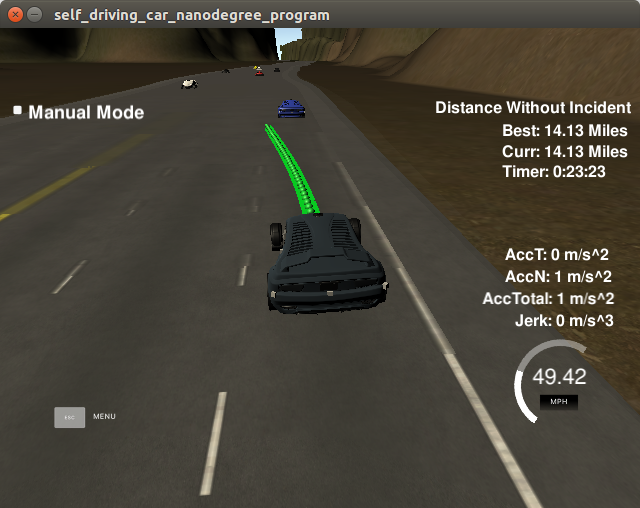 self_driving_car_nanodegree_program
Manual Mode
Distance Without Incident
Best: 14.13 Miles
Curr: 14.13 Miles
Timer: 0:23:23
AccT: 0 m/s^2
AccN: 1 m/s^2
AccTotal: 1 m/s^2
Jerk: 0 m/s^3
49.42
MPH
ESC MENU